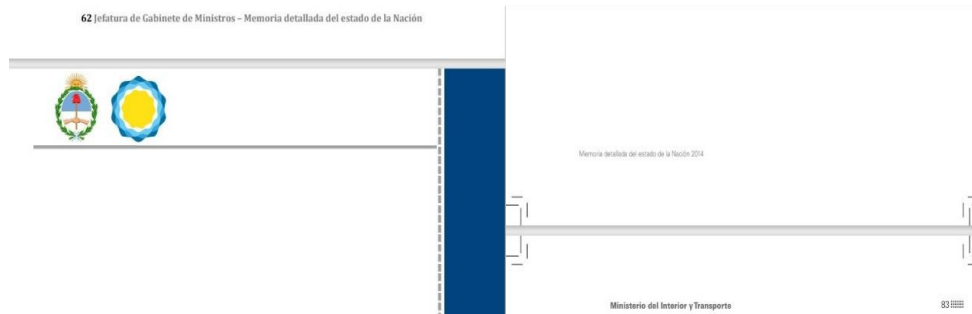 62 Jefatura de Gabinete de Ministros – Memoria detallada del estado de la Nación
Memoria detallada del estado de la Nación 2014
Ministerio del Interior y Transporte
83